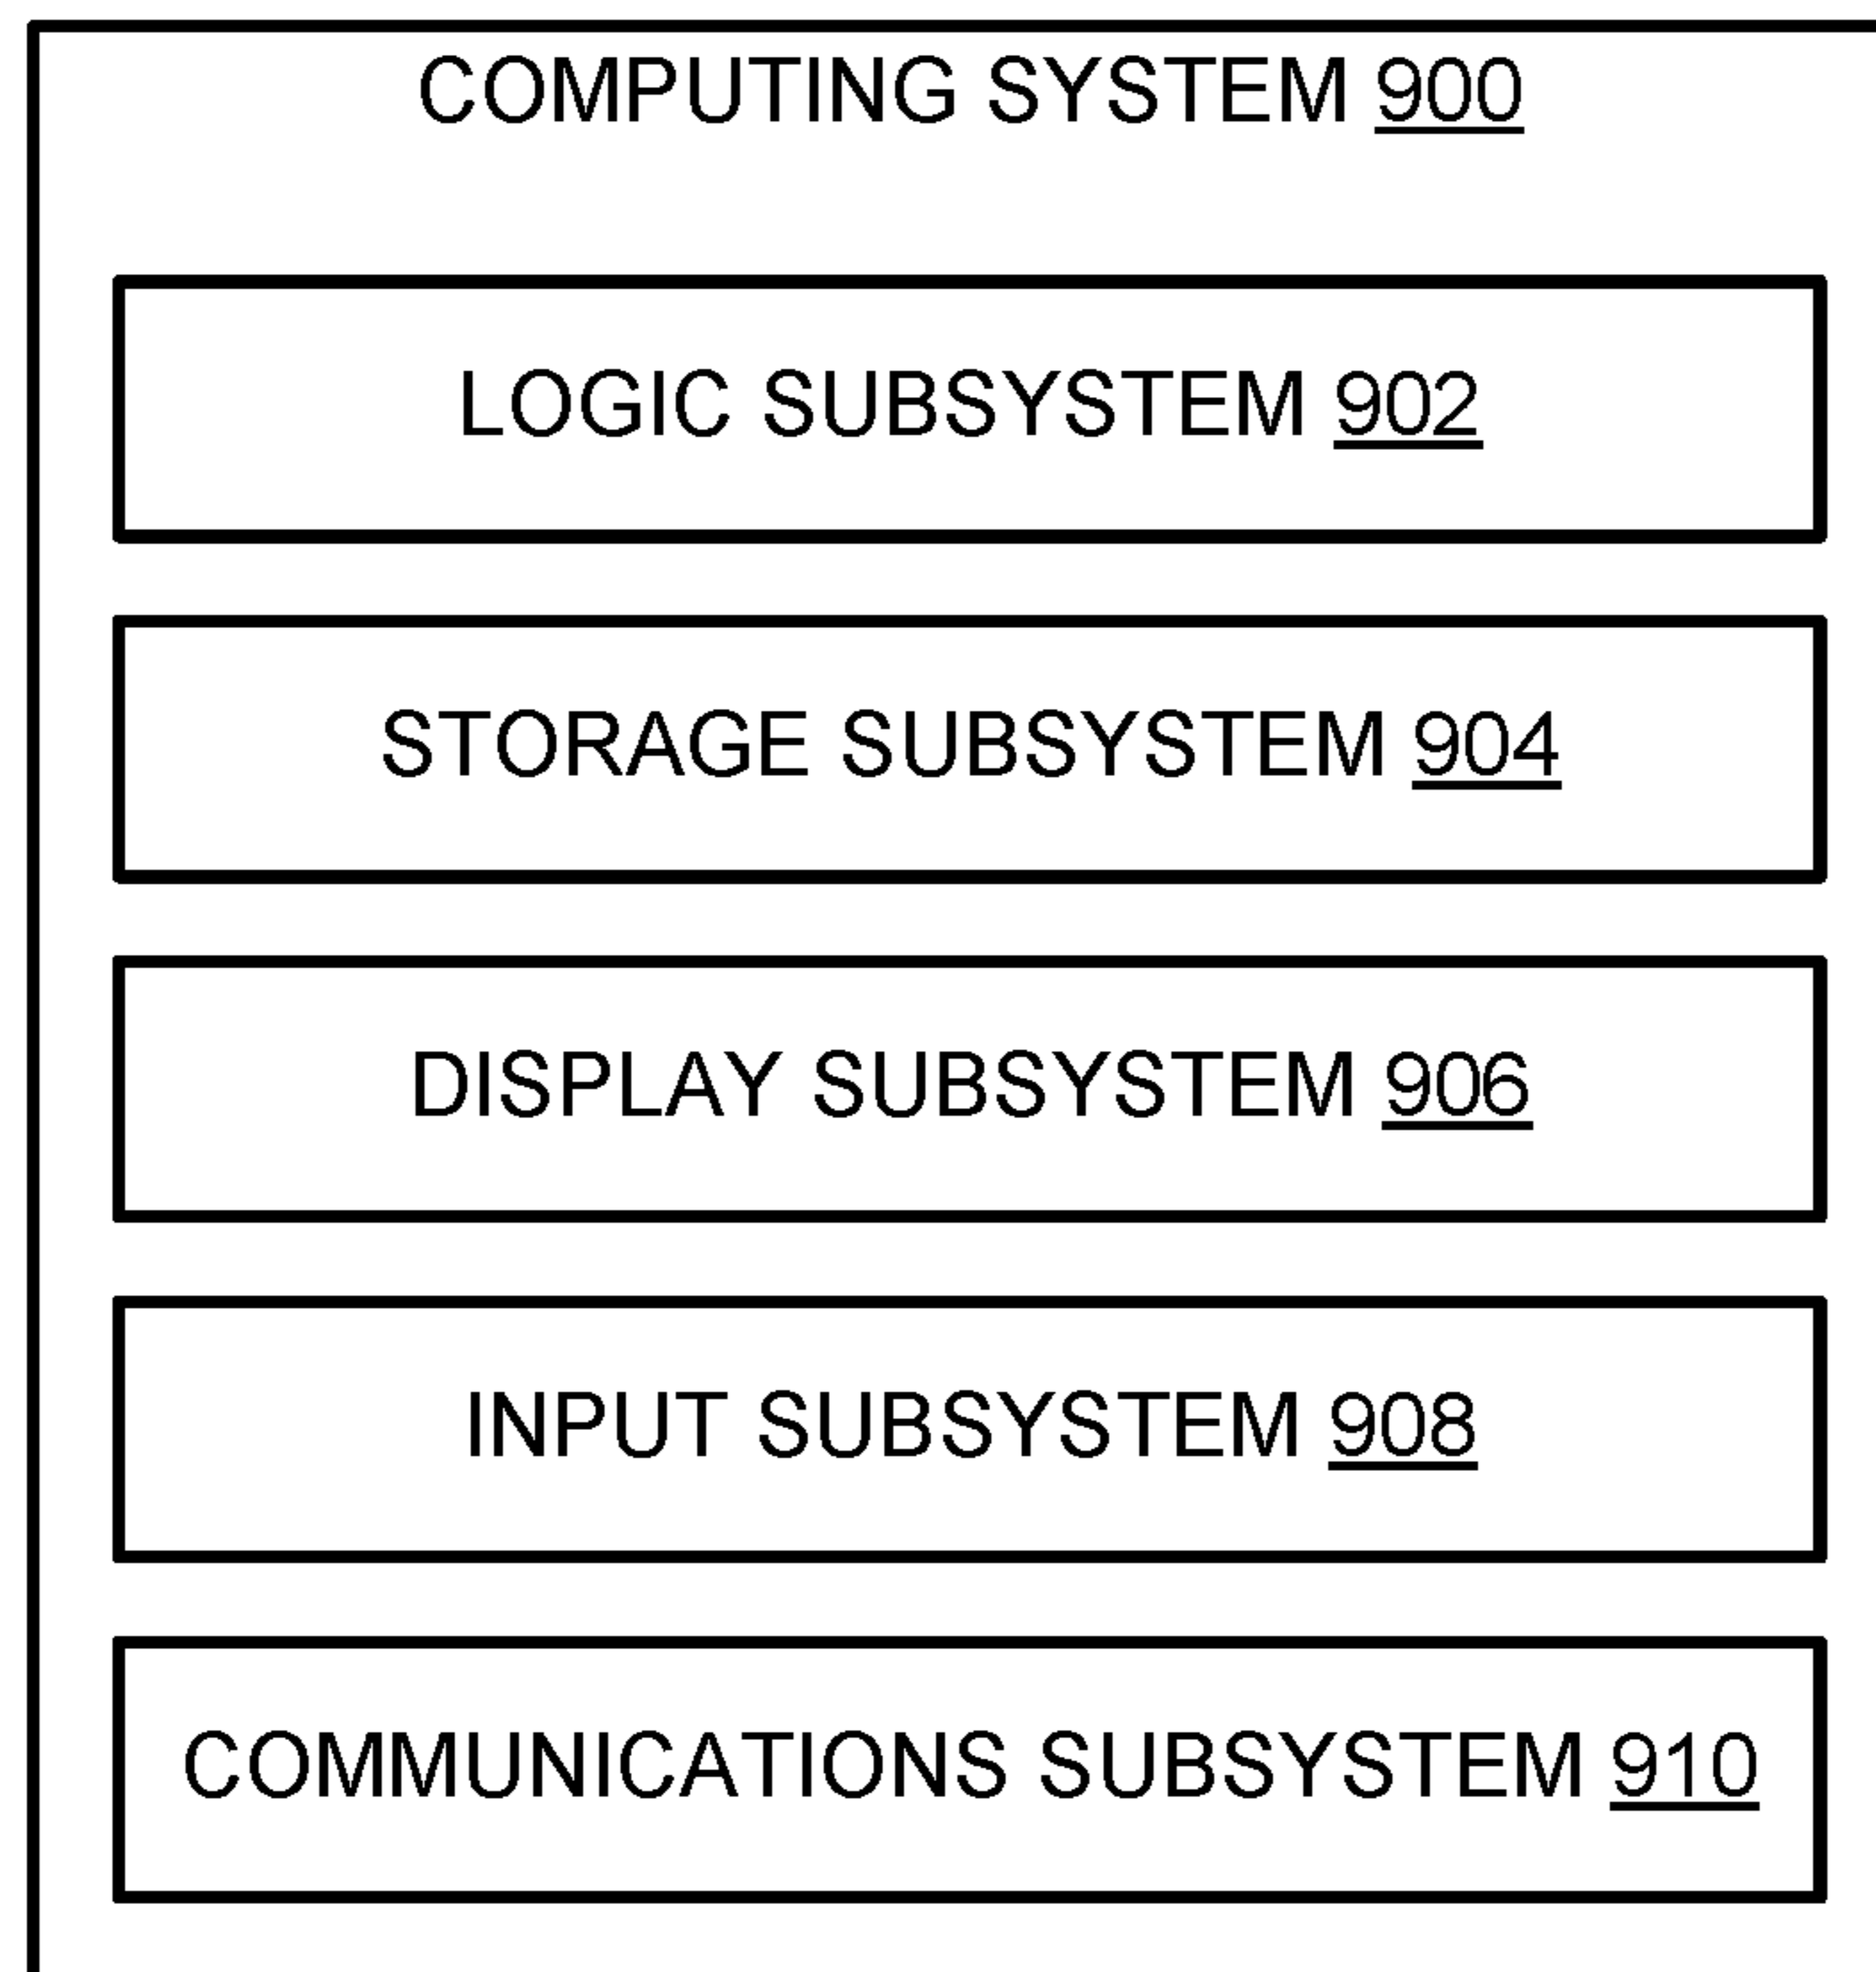 COMPUTING SYSTEM 900
LOGIC SUBSYSTEM 902
STORAGE SUBSYSTEM 904
DISPLAY SUBSYSTEM 906
INPUT SUBSYSTEM 908
COMMUNICATIONS SUBSYSTEM 910